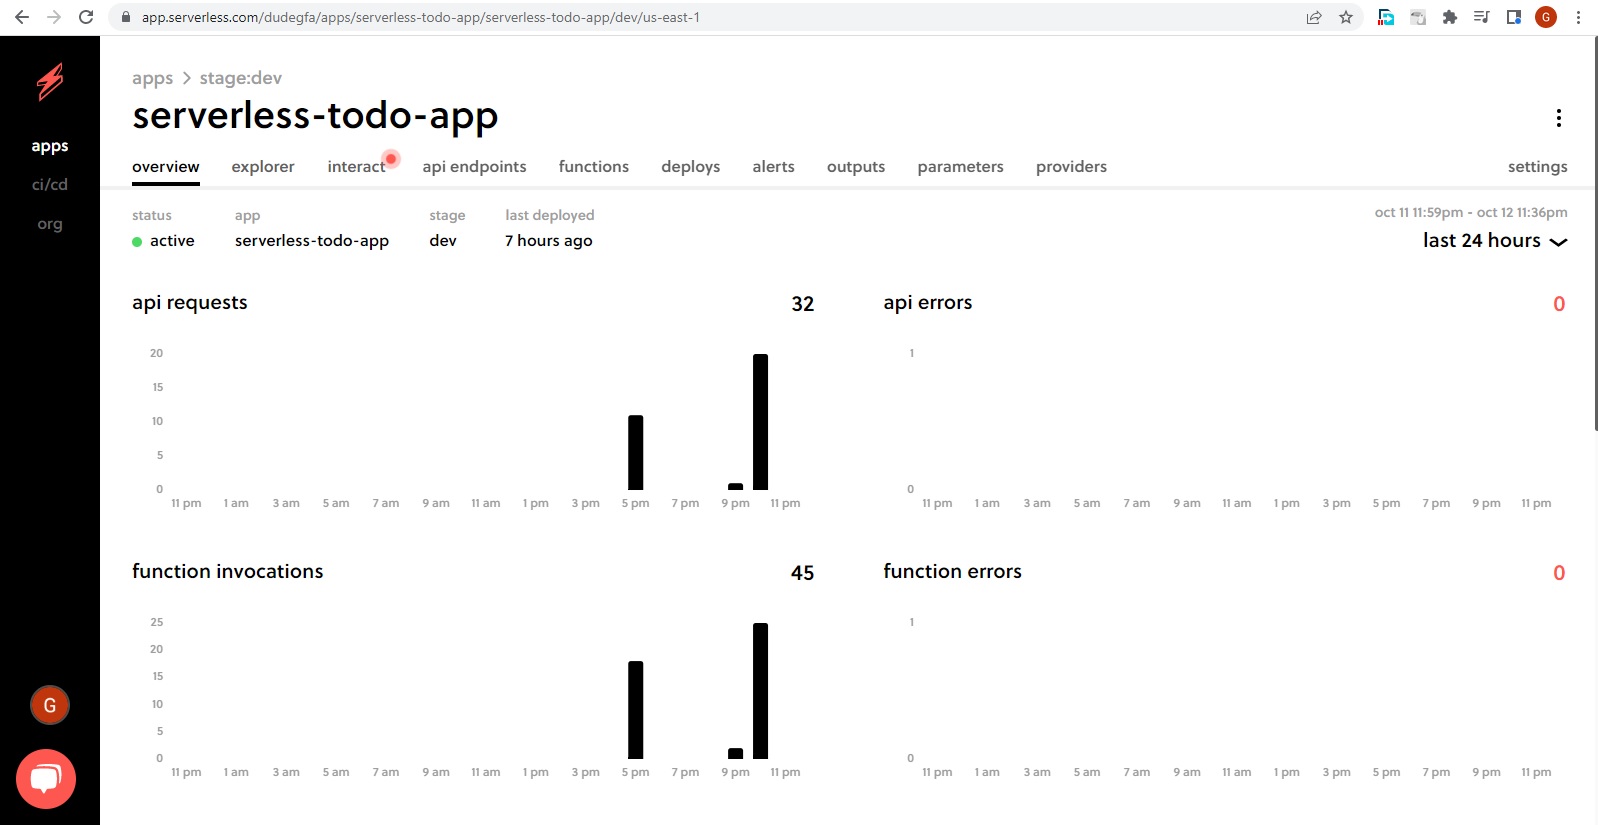 app.serverless.com/dudegfa/apps/serverless-todo-app/serverless-todo-app/dev/us-east-1
G
apps
ci/cd
org
G
apps > stage:dev
serverless-todo-app
overview explorer interact api endpoints functions deploys alerts outputs parameters providers settings
status app stage last deployed oct 11 11:59pm - oct 12 11:36pm
active serverless-todo-app dev 7 hours ago last 24 hours
api requests 32
20
15
10
5
0
11 pm 1 am 3 am 5 am 7 am 9 am 11 am 1 pm 3 pm 5 pm 7 pm 9 pm 11 pm
api errors 0
1
0
11 pm 1 am 3 am 5 am 7 am 9 am 11 am 1 pm 3 pm 5 pm 7 pm 9 pm 11 pm
function invocations 45
25
20
15
10
5
0
11 pm 1 am 3 am 5 am 7 am 9 am 11 am 1 pm 3 pm 5 pm 7 pm 9 pm 11 pm
function errors 0
1
0
11 pm 1 am 3 am 5 am 7 am 9 am 11 am 1 pm 3 pm 5 pm 7 pm 9 pm 11 pm